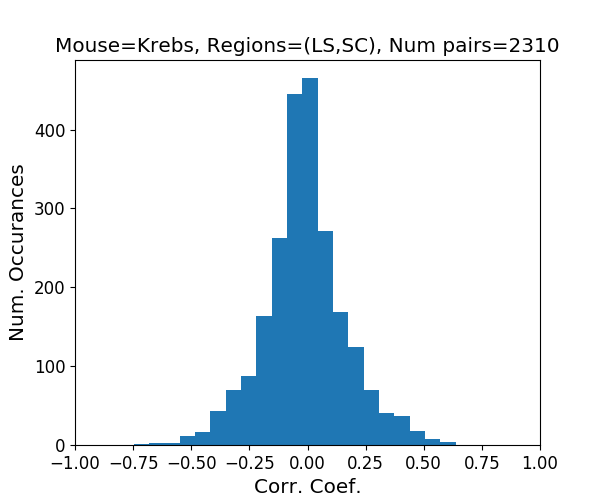 Mouse=Krebs, Regions=(LS,SC), Num pairs=2310
Num. Occurances
400
300
200
100
0
−1.00 −0.75 −0.50 −0.25 0.00 0.25 0.50 0.75 1.00
Corr. Coef.